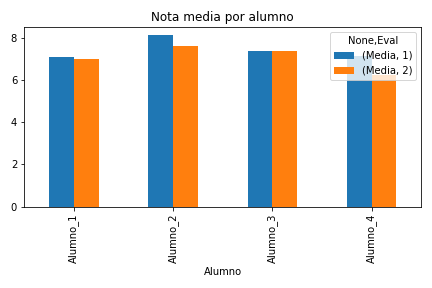 Nota media por alumno
None,Eval
(Media, 1)
(Media, 2)
8
6
4
2
0
Alumno_1
Alumno_2
Alumno_3
Alumno_4
Alumno